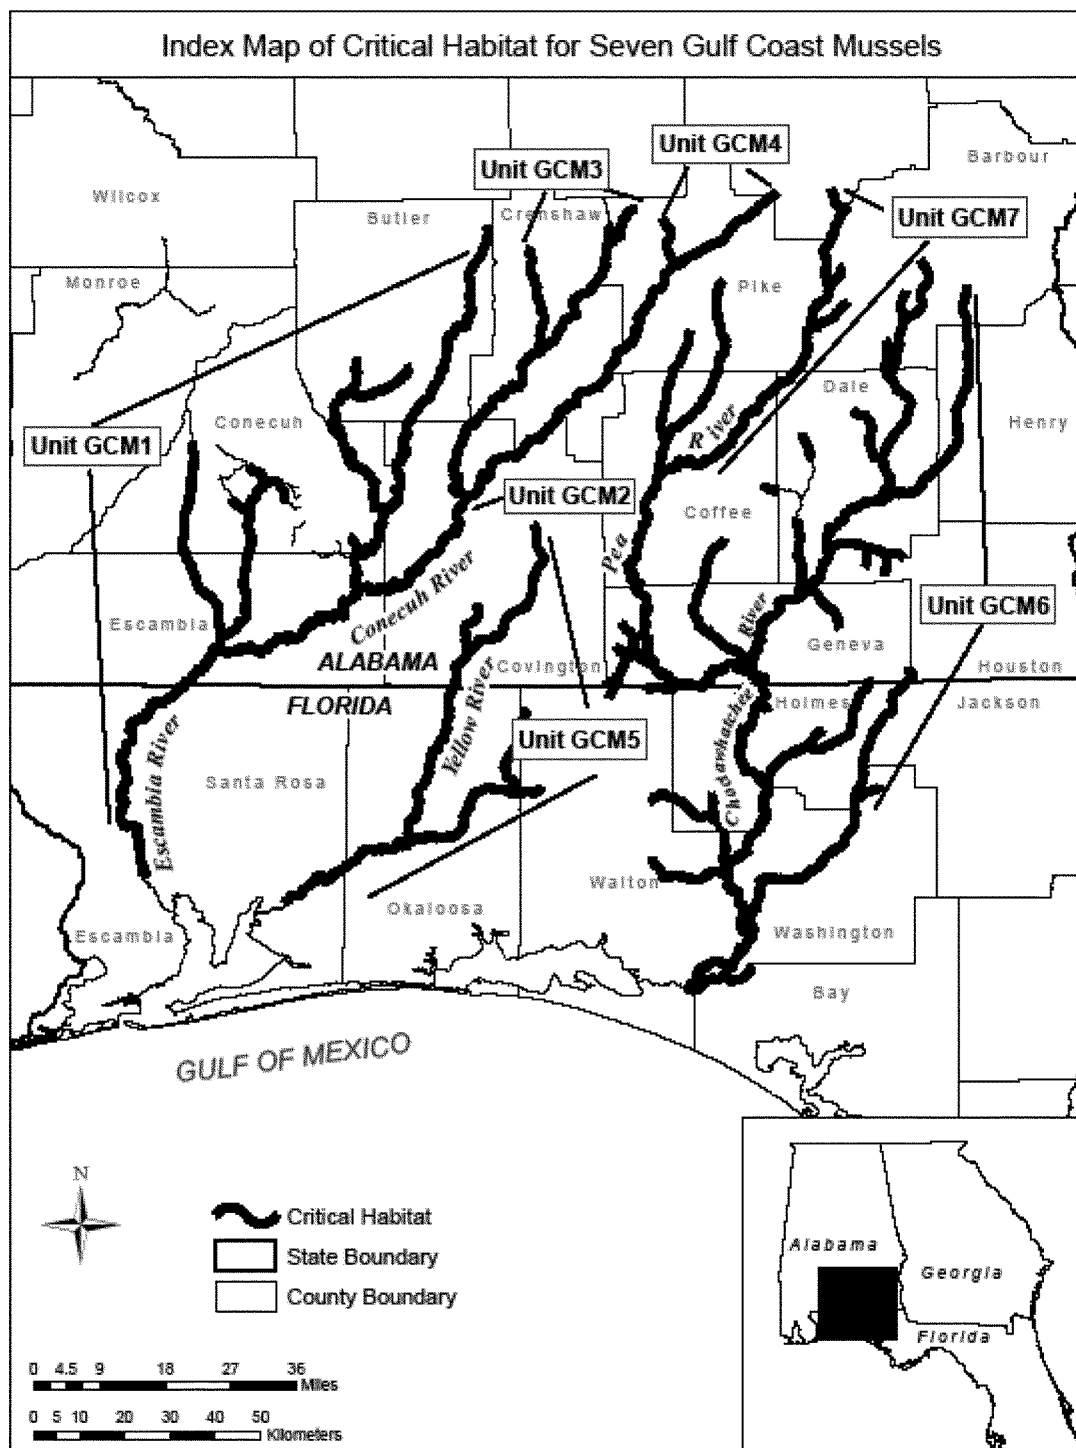 Index Map of Critical Habitat for Seven Gulf Coast Mussels
Unit GCM4
Barbour
Unit GCM3
Wilcox
Butler
Crenshaw
Unit GCM7
Monroe
Pike
Dale
Conecuh
River
Henry
Unit GCM1
Unit GCM2
Coffee
Pea
Conecuh River
Unit GCM6
River
Escambia
Geneva
ALABAMA
Covington
Houston
FLORIDA
Yellow River
Choctawhatchee
Holmes
Jackson
Unit GCM5
Escambia River
Santa Rosa
Walton
Okaloosa
Escambia
Washington
Bay
GULF OF MEXICO
N
Critical Habitat
State Boundary
County Boundary
Alabama
Georgia
Florida
0 4.5 9 18 27 36
Miles
0 5 10 20 30 40 50
Kilometers